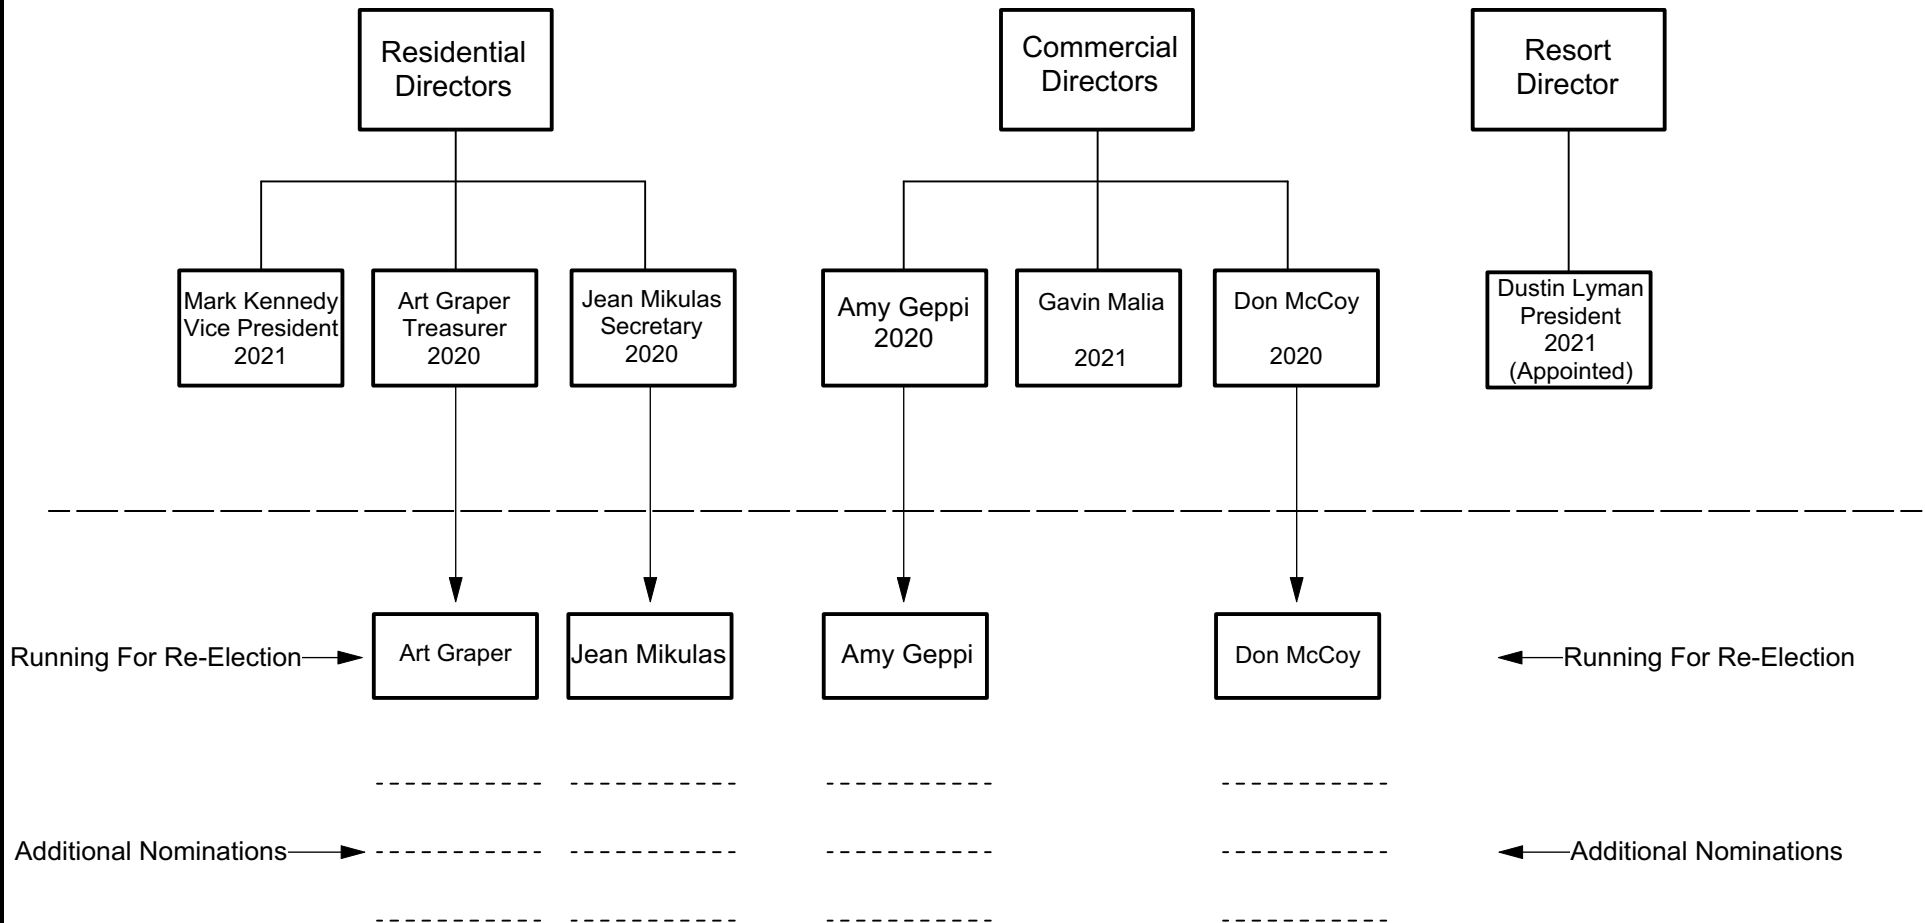 Residential
Directors
Commercial
Directors
Resort
Director
Mark Kennedy
Vice President
2021
Art Graper
Treasurer
2020
Jean Mikulas
Secretary
2020
Amy Geppi
2020
Gavin Malia
2021
Don McCoy
2020
Dustin Lyman
President
2021
(Appointed)
Running For Re-Election
Art Graper
Jean Mikulas
Amy Geppi
Don McCoy
Running For Re-Election
Additional Nominations
Additional Nominations